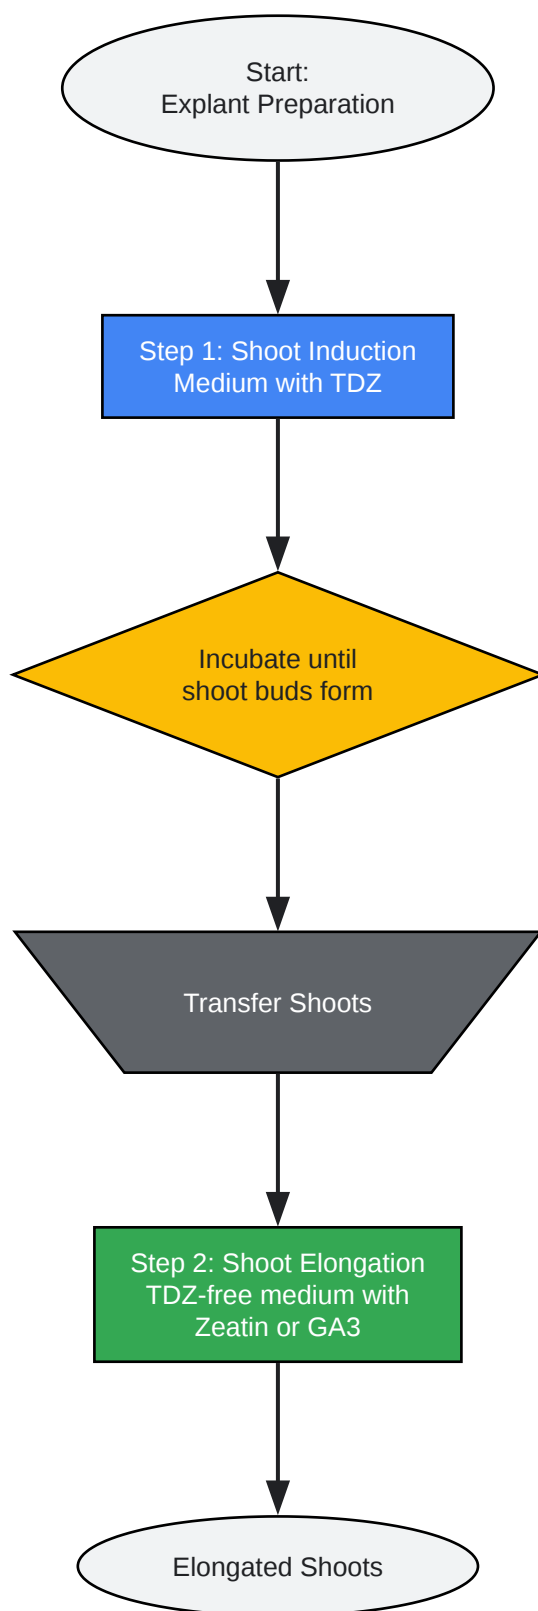 Start:
Explant Preparation
Step 1: Shoot Induction
Medium with TDZ
Incubate until
shoot buds form
Transfer Shoots
Step 2: Shoot Elongation
TDZ-free medium with
Zeatin or GA3
Elongated Shoots